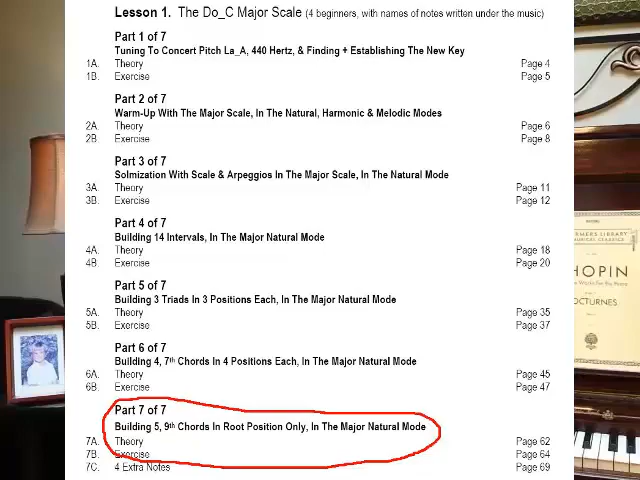 Lesson 1. The Do_C Major Scale (4 beginners, with names of notes written under the music)
Part 1 of 7
Tuning To Concert Pitch La_A, 440 Hertz, & Finding + Establishing The New Key
1A. Theory Page 4
1B. Exercise Page 5
Part 2 of 7
Warm-Up With The Major Scale, In The Natural, Harmonic & Melodic Modes
2A. Theory Page 6
2B. Exercise Page 8
Part 3 of 7
Solmization With Scale & Arpeggios In The Major Scale, In The Natural Mode
3A. Theory Page 11
3B. Exercise Page 12
Part 4 of 7
Building 14 Intervals, In The Major Natural Mode
4A. Theory Page 18
4B. Exercise Page 20
Part 5 of 7
Building 3 Triads In 3 Positions Each, In The Major Natural Mode
5A. Theory Page 35
5B. Exercise Page 37
Part 6 of 7
Building 4, 7th Chords In 4 Positions Each, In The Major Natural Mode
6A. Theory Page 45
6B. Exercise Page 47
Part 7 of 7
Building 5, 9th Chords In Root Position Only, In The Major Natural Mode
7A. Theory Page 62
7B. Exercise Page 64
7C. 4 Extra Notes Page 69
HOPIN
OCTURNES